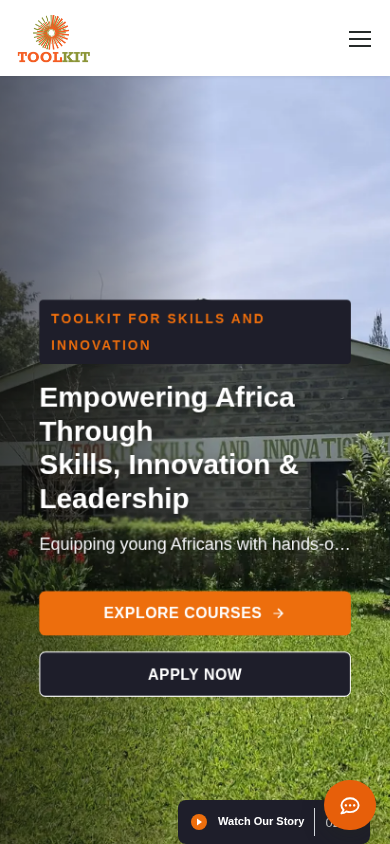 TOOLKIT
TOOLKIT FOR SKILLS AND
INNOVATION
Empowering Africa
Through
Skills, Innovation &
Leadership
Equipping young Africans with hands-o…
EXPLORE COURSES
APPLY NOW
Watch Our Story